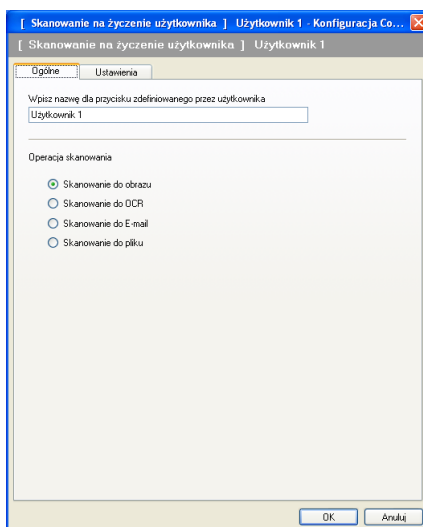 [ Skanowanie na życzenie użytkownika ] Użytkownik 1 - Konfiguracja Co...
[ Skanowanie na życzenie użytkownika ] Użytkownik 1
Ogólne Ustawienia
Wpisz nazwę dla przycisku zdefiniowanego przez użytkownika
Użytkownik 1
Operacja skanowania
Skanowanie do obrazu
Skanowanie do OCR
Skanowanie do E-mail
Skanowanie do pliku
OK Anuluj